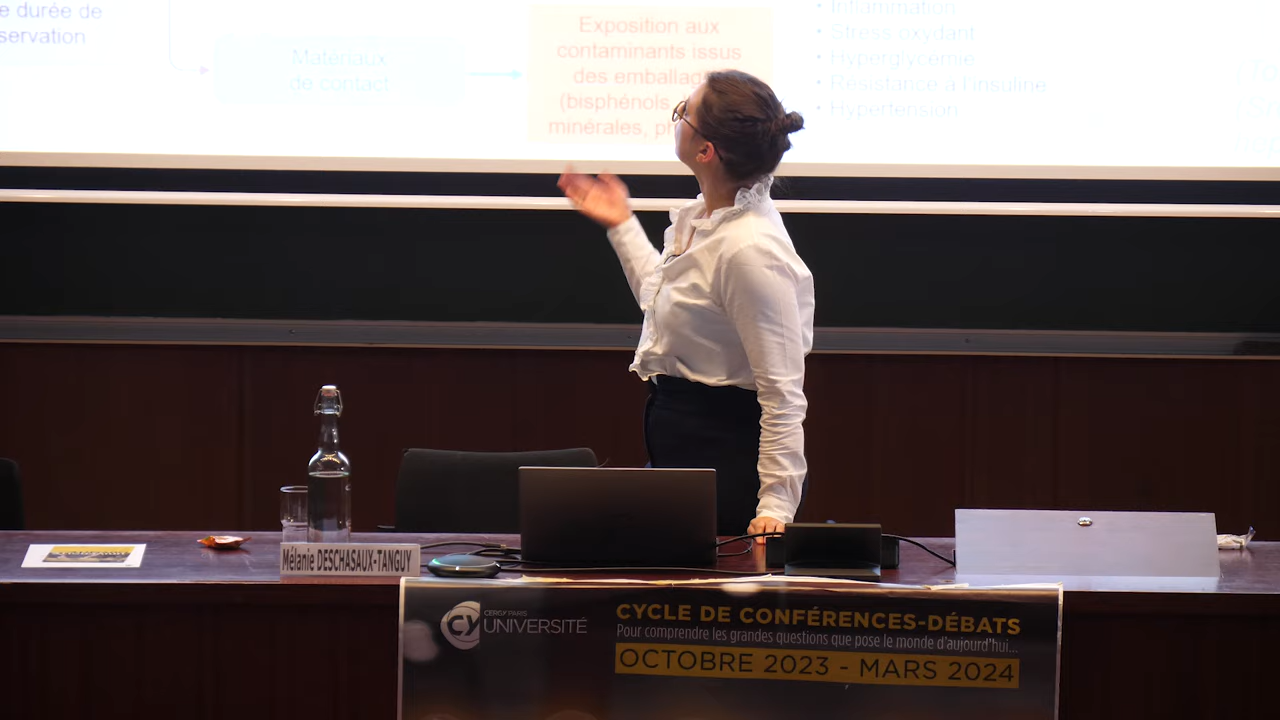 e durée de
servation
Matériaux
de contact
Exposition aux
contaminants issus
des emballag
(bisphénols
minérales, ph
• Inflammation
• Stress oxydant
• Hyperglycémie
• Résistance à l'insuline
• Hypertension
Mélanie DESCHASAUX-TANGUY
CY
CERGY PARIS
UNIVERSITÉ
CYCLE DE CONFÉRENCES-DÉBATS
Pour comprendre les grandes questions que pose le monde d'aujourd'hui...
OCTOBRE 2023 - MARS 2024